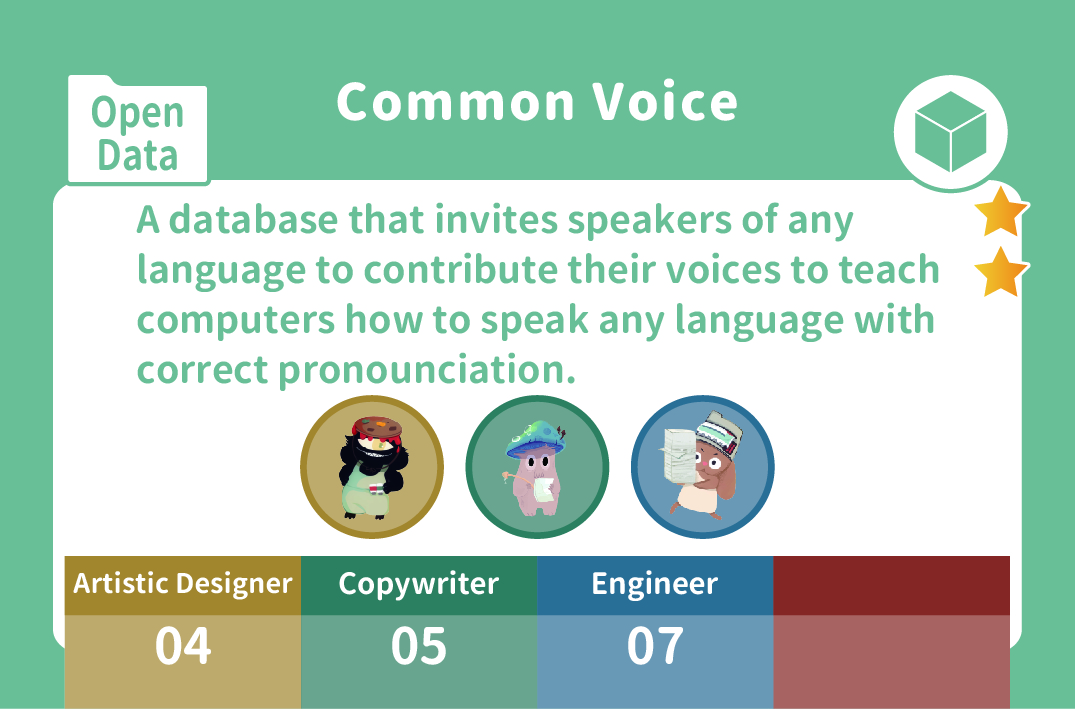 Open
Data
Common Voice
A database that invites speakers of any
language to contribute their voices to teach
computers how to speak any language with
correct pronounciation.
Artistic Designer
Copywriter
Engineer
04
05
07